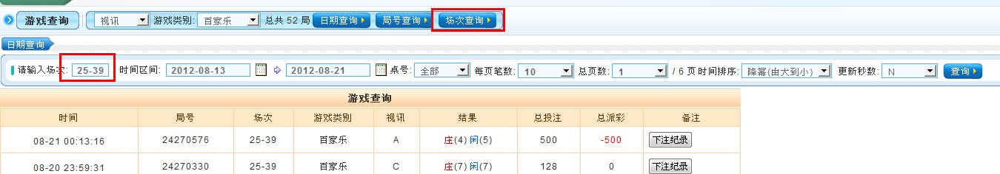 游戏查询 视讯 游戏类别: 百家乐 总共 52 局 日期查询 局号查询 场次查询
日期查询
请输入场次: 25-39 时间区间: 2012-08-13 2012-08-21 桌号: 全部 每页笔数: 10 总页数: 1 / 6 页 时间排序: 降幂(由大到小) 更新秒数: N 查询
游戏查询
时间 局号 场次 游戏类别 视讯 结果 总投注 总派彩 备注
08-21 00:13:16 24270576 25-39 百家乐 A 庄(4) 闲(5) 500 -500 下注纪录
08-20 23:59:31 24270330 25-39 百家乐 C 庄(7) 闲(7) 128 0 下注纪录